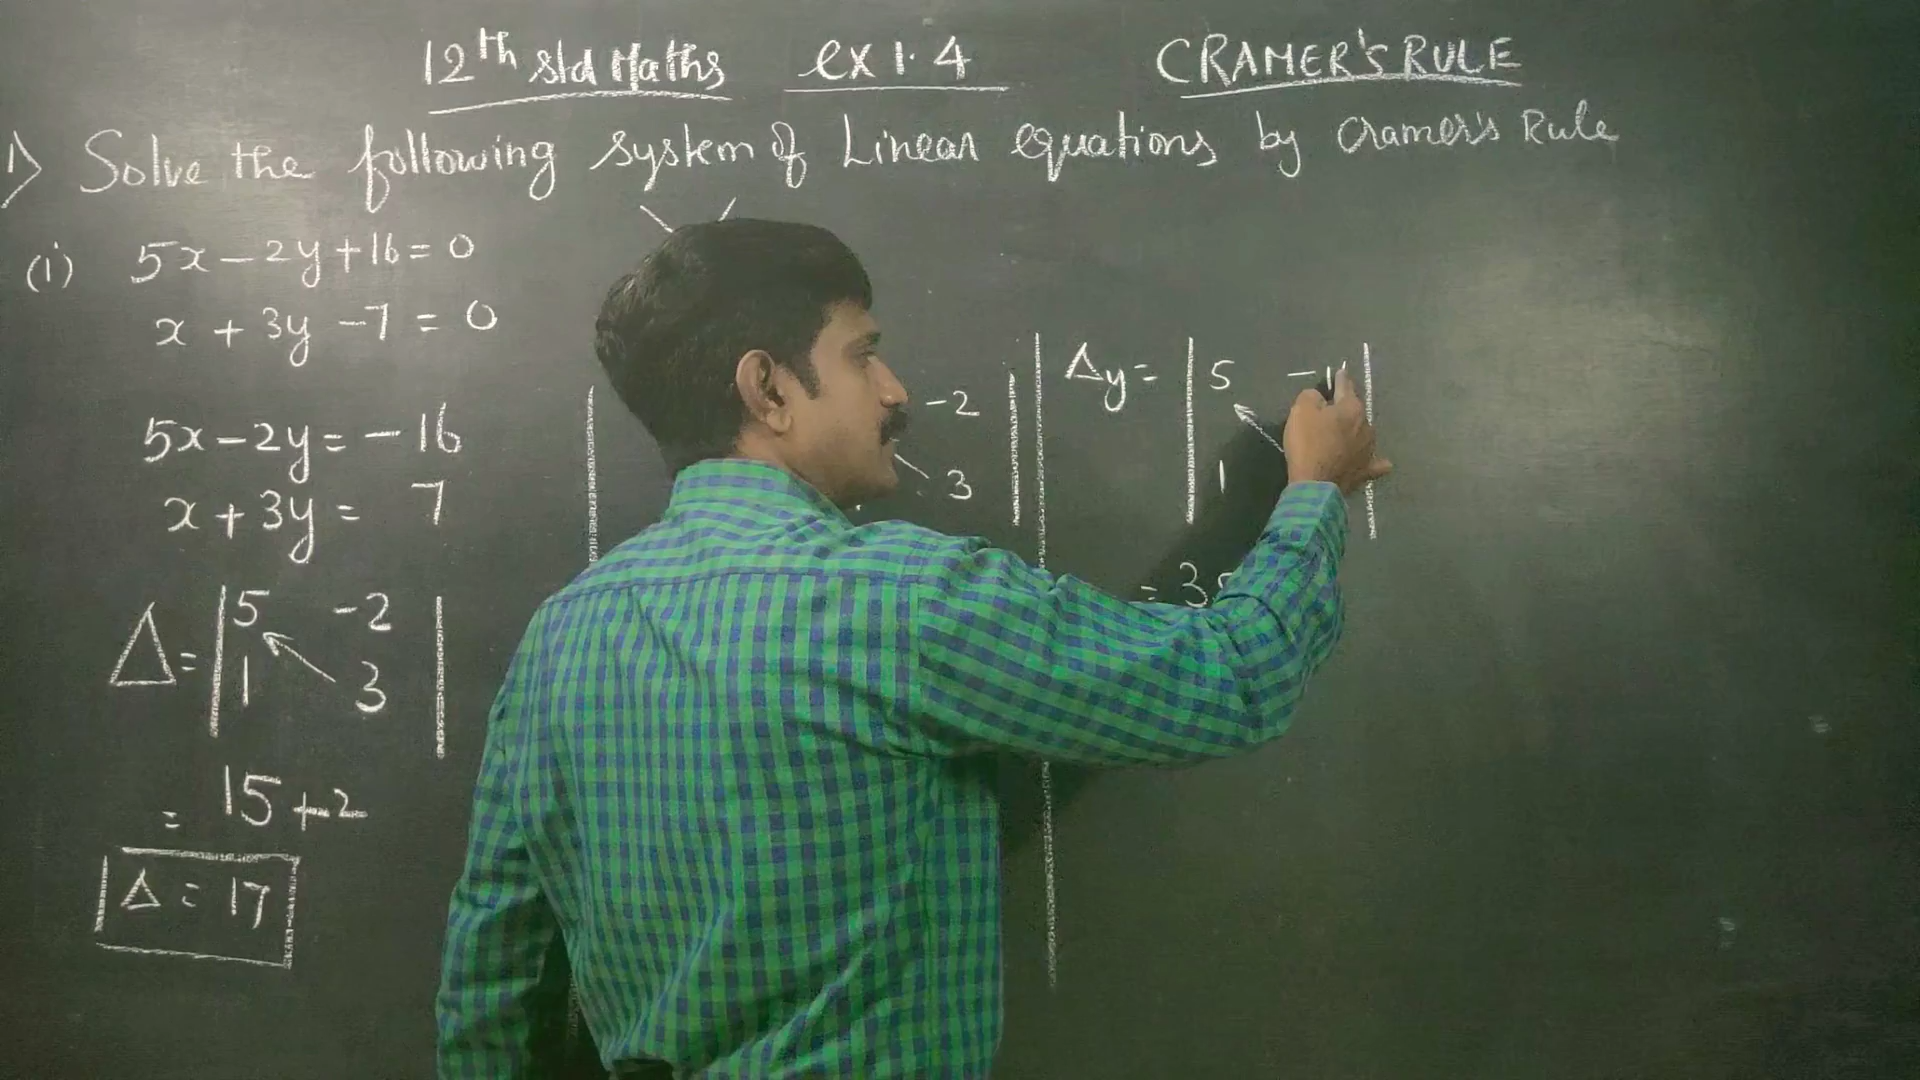 12th std Maths ex 1.4 CRAMER'S RULE
1) Solve the following system of Linear equations by Cramer's Rule
(i) 5x-2y+16=0
x+3y-7=0
5x-2y=-16
x+3y= 7
Δ= |5 -2|
|1 3|
= 15+2
Δ= 17
-2
3
Δy= |5 -1
|1
= 3